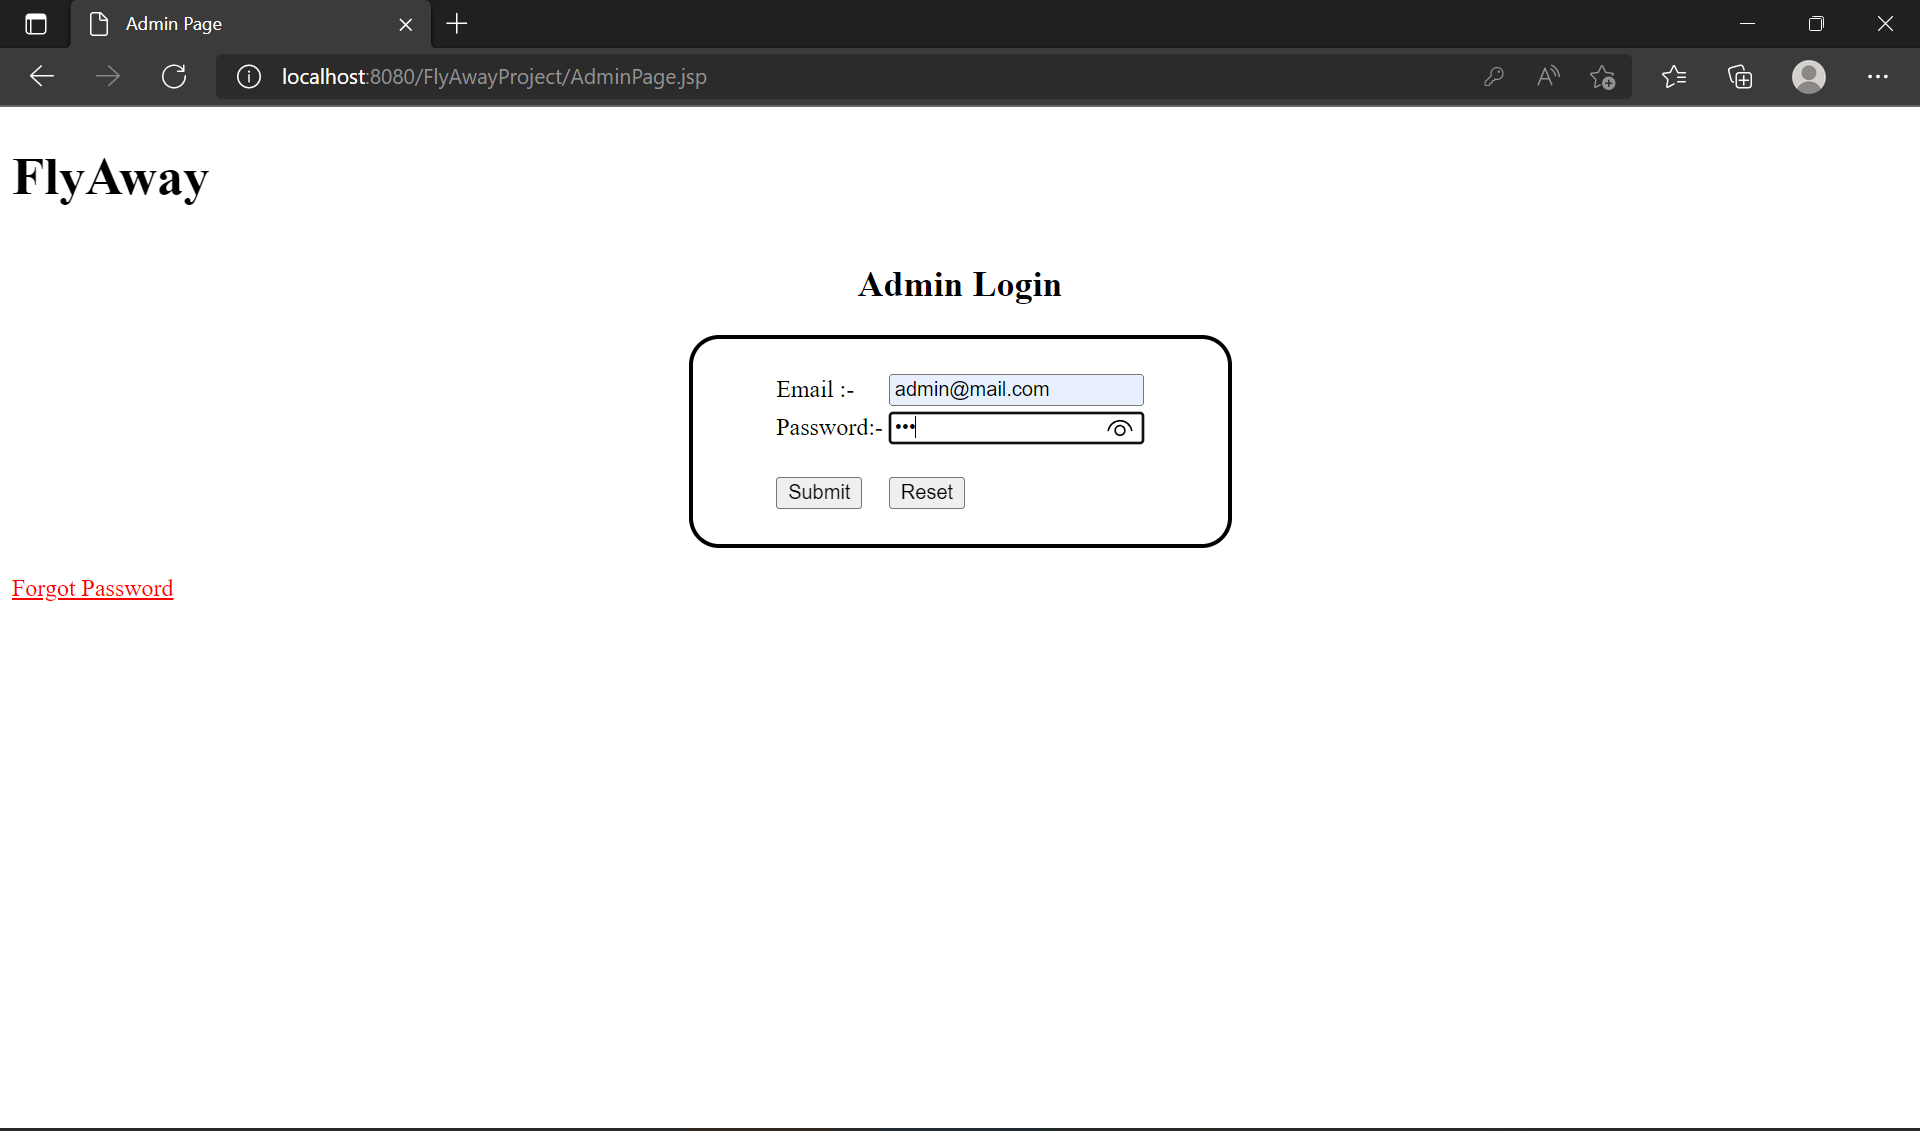 Admin Page
localhost:8080/FlyAwayProject/AdminPage.jsp
FlyAway
Admin Login
Email :- admin@mail.com
Password:- •••
Submit Reset
Forgot Password